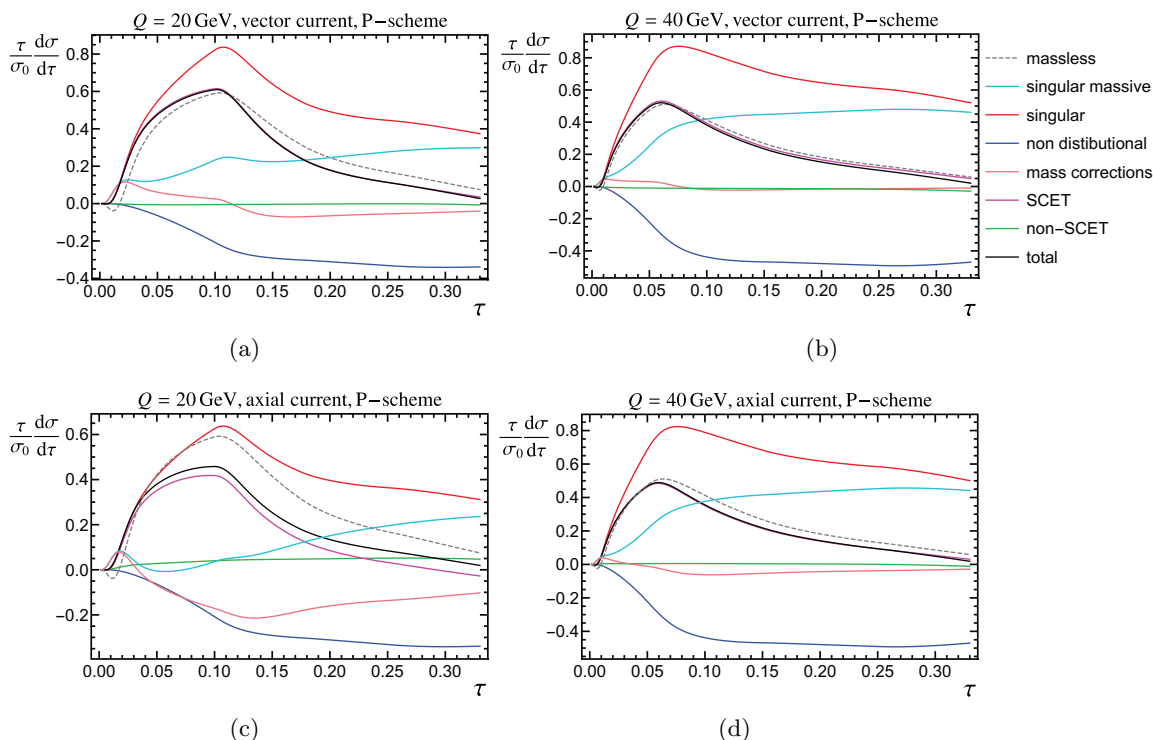 Q = 20 GeV, vector current, P−scheme
τ/σ0 dσ/dτ
0.8
0.6
0.4
0.2
0.0
−0.2
−0.4
0.00 0.05 0.10 0.15 0.20 0.25 0.30
τ
(a)
Q = 40 GeV, vector current, P−scheme
τ/σ0 dσ/dτ
0.8
0.6
0.4
0.2
0.0
−0.2
−0.4
0.00 0.05 0.10 0.15 0.20 0.25 0.30
τ
(b)
massless
singular massive
singular
non distibutional
mass corrections
SCET
non−SCET
total
Q = 20 GeV, axial current, P−scheme
τ/σ0 dσ/dτ
0.6
0.4
0.2
0.0
−0.2
0.00 0.05 0.10 0.15 0.20 0.25 0.30
τ
(c)
Q = 40 GeV, axial current, P−scheme
τ/σ0 dσ/dτ
0.8
0.6
0.4
0.2
0.0
−0.2
−0.4
0.00 0.05 0.10 0.15 0.20 0.25 0.30
τ
(d)